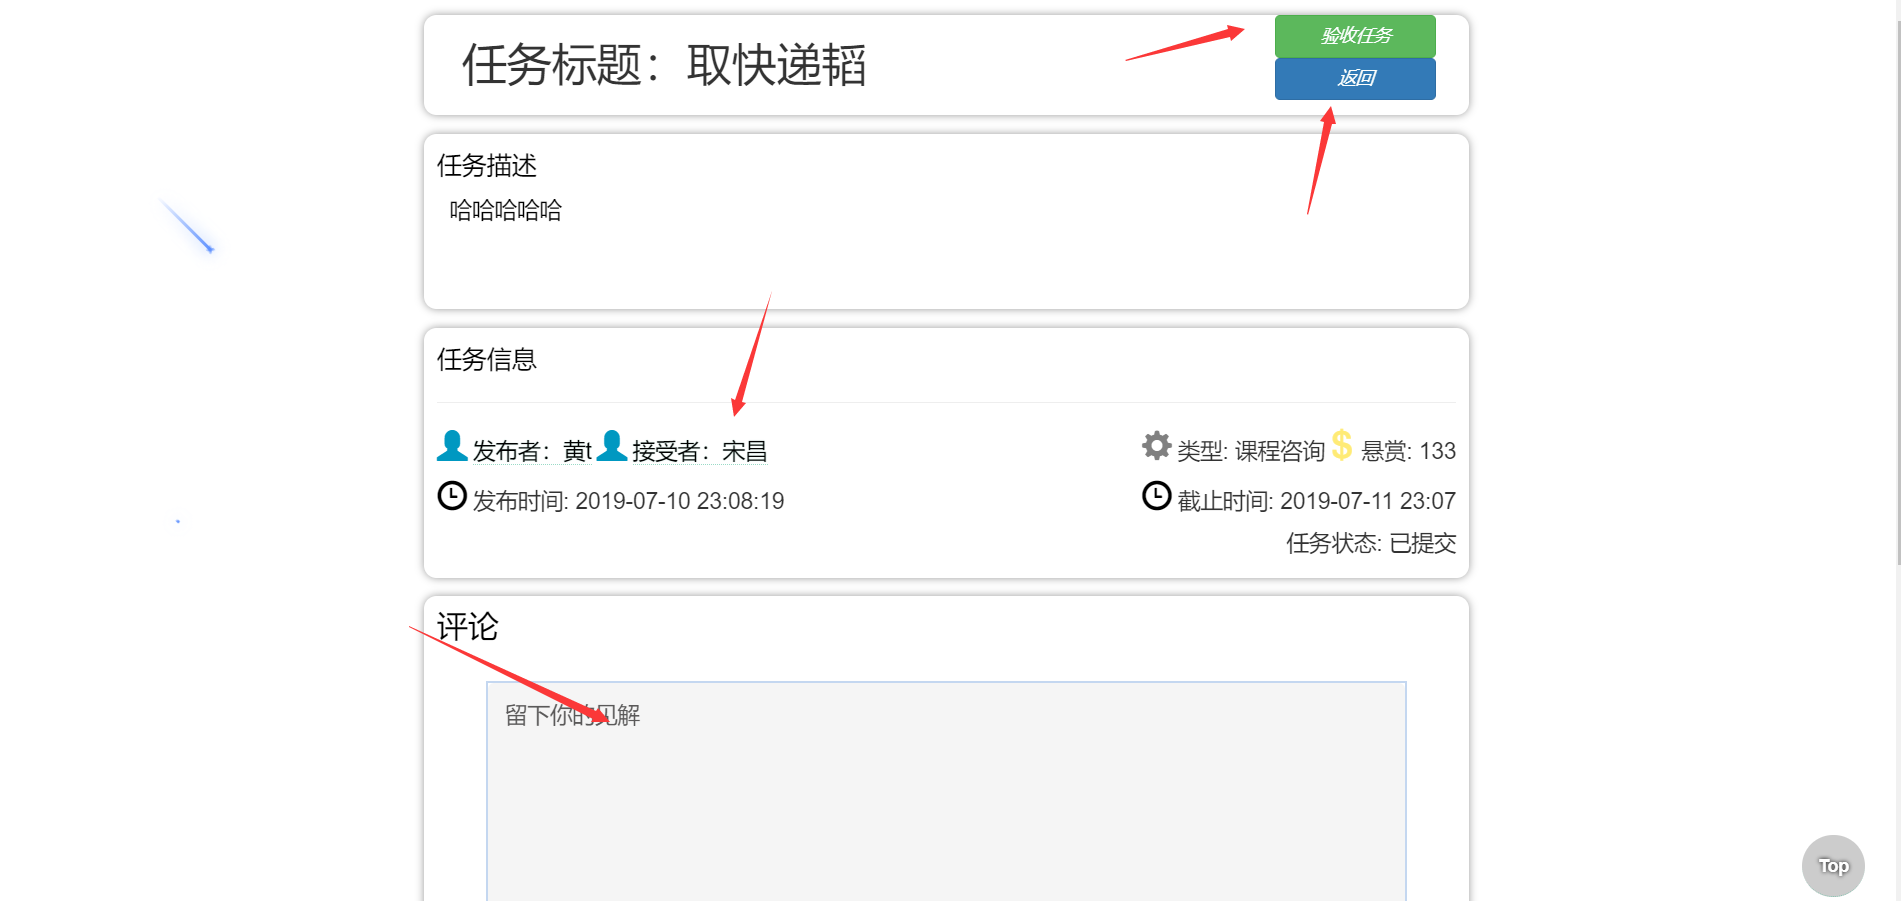 任务标题：取快递韬
验收任务
返回
任务描述
哈哈哈哈哈
任务信息
发布者：黄t 接受者：宋昌
类型: 课程咨询 $ 悬赏: 133
发布时间: 2019-07-10 23:08:19
截止时间: 2019-07-11 23:07
任务状态: 已提交
评论
留下你的见解
Top